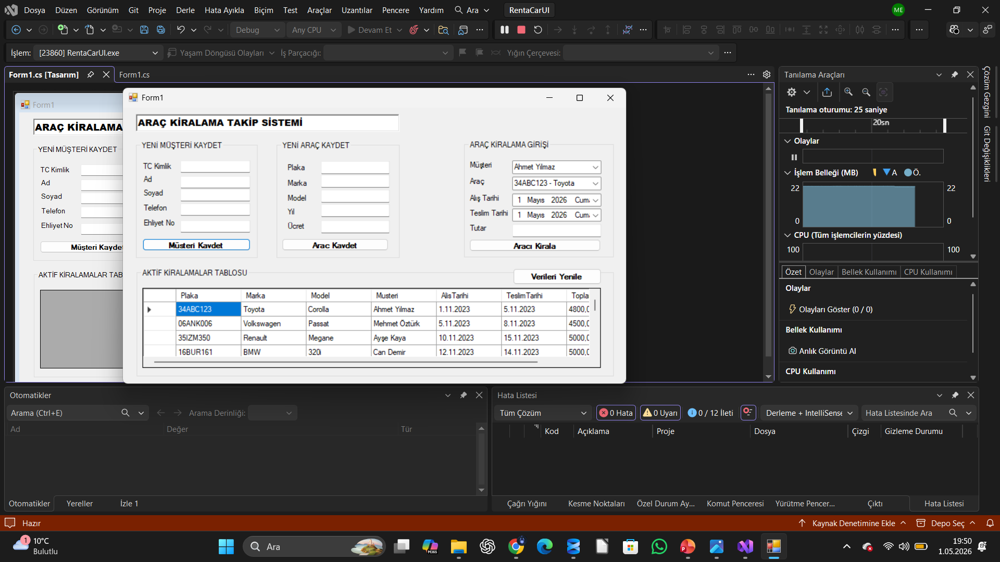 Dosya Düzen Görünüm Git Proje Derle Hata Ayıkla Biçim Test Araçlar Uzantılar Pencere Yardım Ara RentaCarUI ME
Debug Any CPU Devam Et
İşlem: [23860] RentaCarUI.exe Yaşam Döngüsü Olayları İş Parçacığı: Yığın Çerçevesi:
Form1.cs [Tasarım] Form1.cs
Form1
ARAÇ KİRALAMA
YENİ MÜŞTERİ KAYDET
TC Kimlik
Ad
Soyad
Telefon
Ehliyet No
Müşteri Kayde
AKTİF KİRALAMALAR TAB
Form1
ARAÇ KİRALAMA TAKİP SİSTEMİ
YENİ MÜŞTERİ KAYDET
TC Kimlik
Ad
Soyad
Telefon
Ehliyet No
Müşteri Kaydet
YENİ ARAÇ KAYDET
Plaka
Marka
Model
Yıl
Ücret
Araç Kaydet
ARAÇ KİRALAMA GİRİŞİ
Müşteri Ahmet Yılmaz
Araç 34ABC123 - Toyota
Alış Tarihi 1 Mayıs 2026 Cuma
Teslim Tarihi 1 Mayıs 2026 Cuma
Tutar
Aracı Kirala
AKTİF KİRALAMALAR TABLOSU
Verileri Yenile
Plaka Marka Model Musteri AlisTarihi TeslimTarihi Topla
34ABC123 Toyota Corolla Ahmet Yılmaz 1.11.2023 5.11.2023 4800,0
06ANK006 Volkswagen Passat Mehmet Öztürk 5.11.2023 8.11.2023 4500,0
35IZM350 Renault Megane Ayşe Kaya 10.11.2023 15.11.2023 5000,0
16BUR161 BMW 320i Can Demir 12.11.2023 14.11.2023 5000,0
Tanılama Araçları
Tanılama oturumu: 25 saniye
20sn
Olaylar
İşlem Belleği (MB) A Ö.
22 22
0 0
CPU (Tüm işlemcilerin yüzdesi)
100 100
Özet Olaylar Bellek Kullanımı CPU Kullanımı
Olaylar
Olayları Göster (0 / 0)
Bellek Kullanımı
Anlık Görüntü Al
CPU Kullanımı
Çözüm Gezgini
Git Değişiklikleri
Otomatikler
Arama (Ctrl+E) Arama Derinliği:
Ad Değer Tür
Otomatikler Yereller İzle 1
Hata Listesi
Tüm Çözüm 0 Hata 0 Uyarı 0 / 12 İleti Derleme + IntelliSense Hata Listesinde Ara
Kod Açıklama Proje Dosya Çizgi Gizleme Durumu
Çağrı Yığını Kesme Noktaları Özel Durum Ay... Komut Penceresi Yürütme Pencer... Çıktı Hata Listesi
Hazır Kaynak Denetimine Ekle Depo Seç
1
10°C
Bulutlu
Ara
M365
19:50
1.05.2026